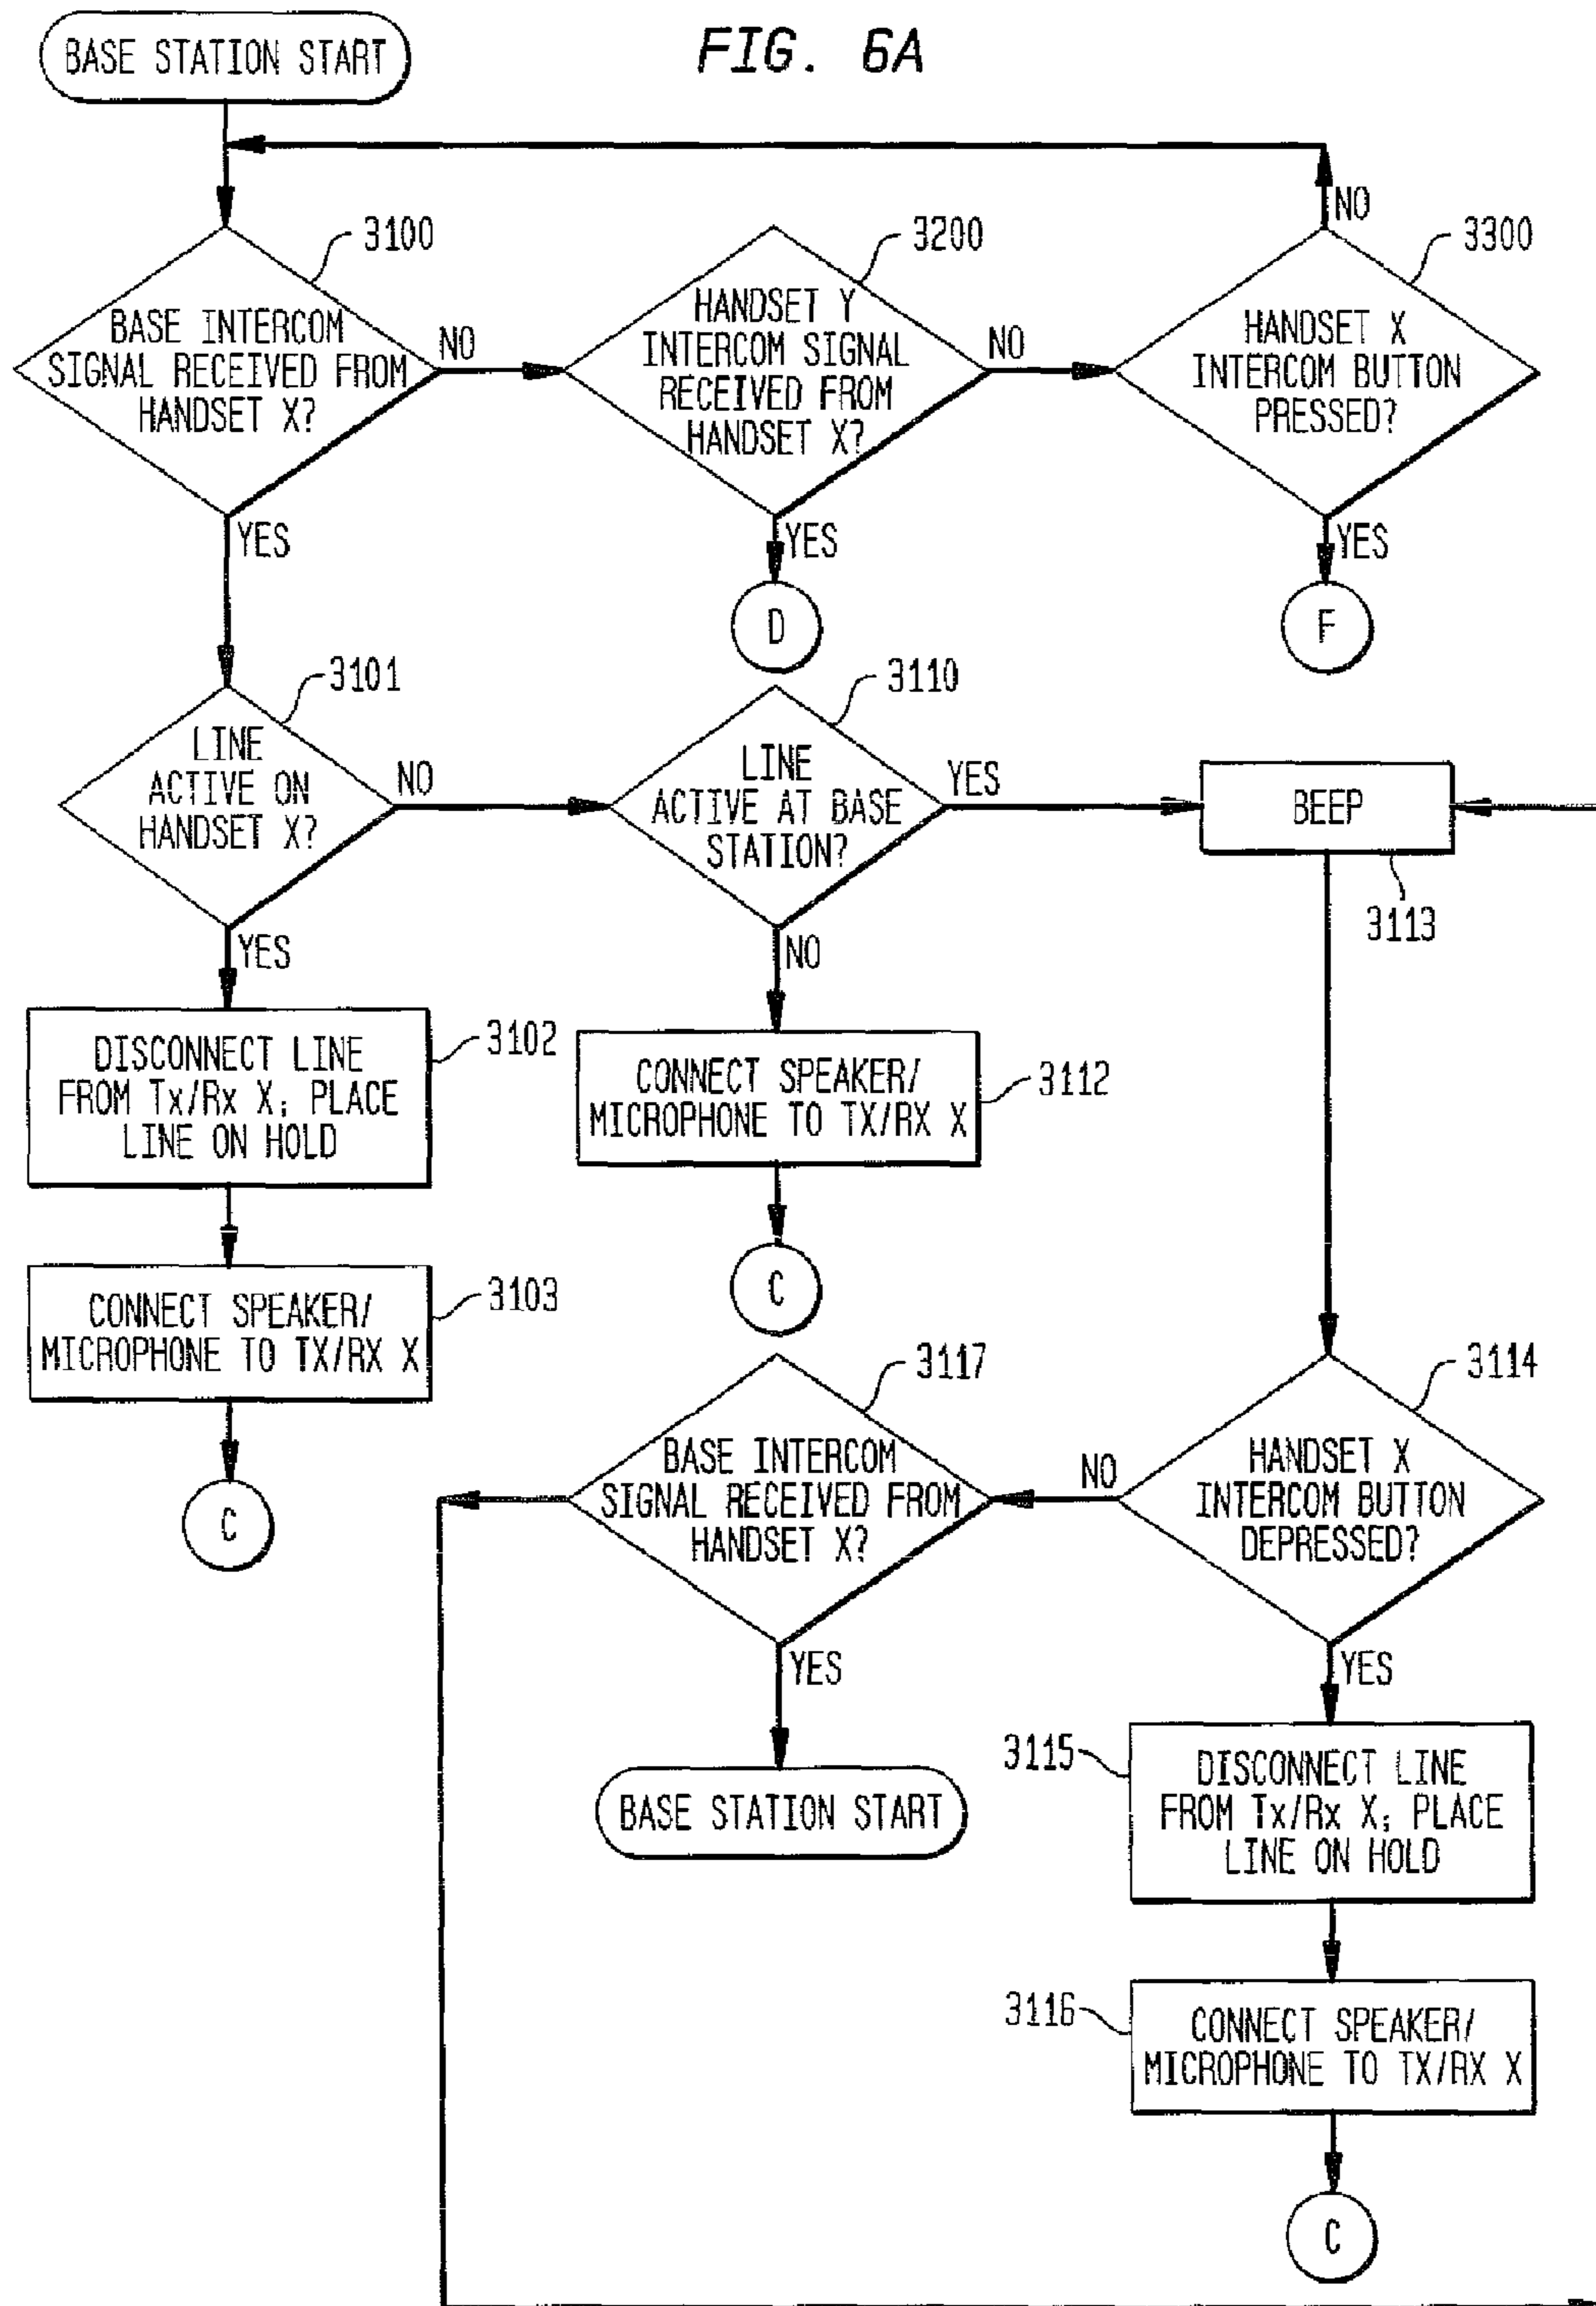 FIG. 6A
BASE STATION START
3100
BASE INTERCOM
SIGNAL RECEIVED FROM
HANDSET X?
NO
YES
3200
HANDSET Y
INTERCOM SIGNAL
RECEIVED FROM
HANDSET X?
NO
YES
D
3300
HANDSET X
INTERCOM BUTTON
PRESSED?
NO
YES
F
3101
LINE
ACTIVE ON
HANDSET X?
NO
YES
3110
LINE
ACTIVE AT BASE
STATION?
YES
NO
BEEP
3113
DISCONNECT LINE
FROM Tx/Rx X; PLACE
LINE ON HOLD
3102
CONNECT SPEAKER/
MICROPHONE TO TX/RX X
3112
C
CONNECT SPEAKER/
MICROPHONE TO TX/RX X
3103
C
3117
BASE INTERCOM
SIGNAL RECEIVED FROM
HANDSET X?
YES
BASE STATION START
3114
HANDSET X
INTERCOM BUTTON
DEPRESSED?
NO
YES
3115
DISCONNECT LINE
FROM Tx/Rx X; PLACE
LINE ON HOLD
3116
CONNECT SPEAKER/
MICROPHONE TO TX/RX X
C